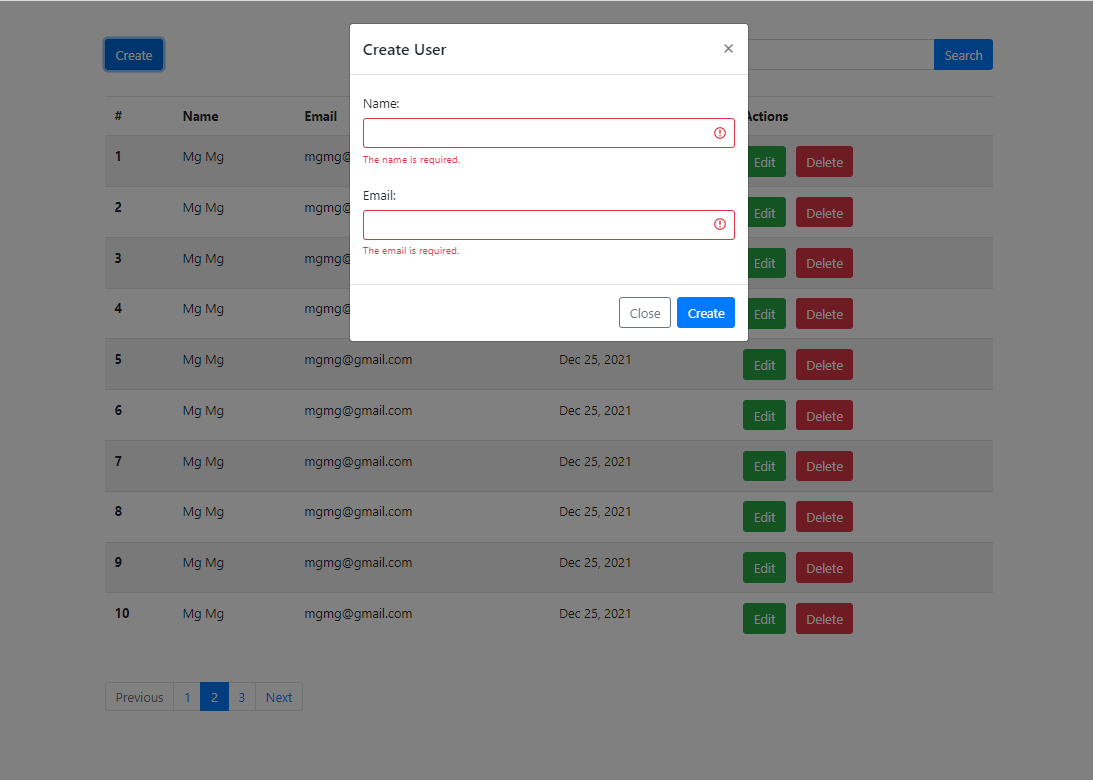 Create
Search
Create User ×
Name:
The name is required.
Email:
The email is required.
Close Create
# Name Email Actions
1 Mg Mg mgmg@ Edit Delete
2 Mg Mg mgmg@ Edit Delete
3 Mg Mg mgmg@ Edit Delete
4 Mg Mg mgmg@ Edit Delete
5 Mg Mg mgmg@gmail.com Dec 25, 2021 Edit Delete
6 Mg Mg mgmg@gmail.com Dec 25, 2021 Edit Delete
7 Mg Mg mgmg@gmail.com Dec 25, 2021 Edit Delete
8 Mg Mg mgmg@gmail.com Dec 25, 2021 Edit Delete
9 Mg Mg mgmg@gmail.com Dec 25, 2021 Edit Delete
10 Mg Mg mgmg@gmail.com Dec 25, 2021 Edit Delete
Previous 1 2 3 Next